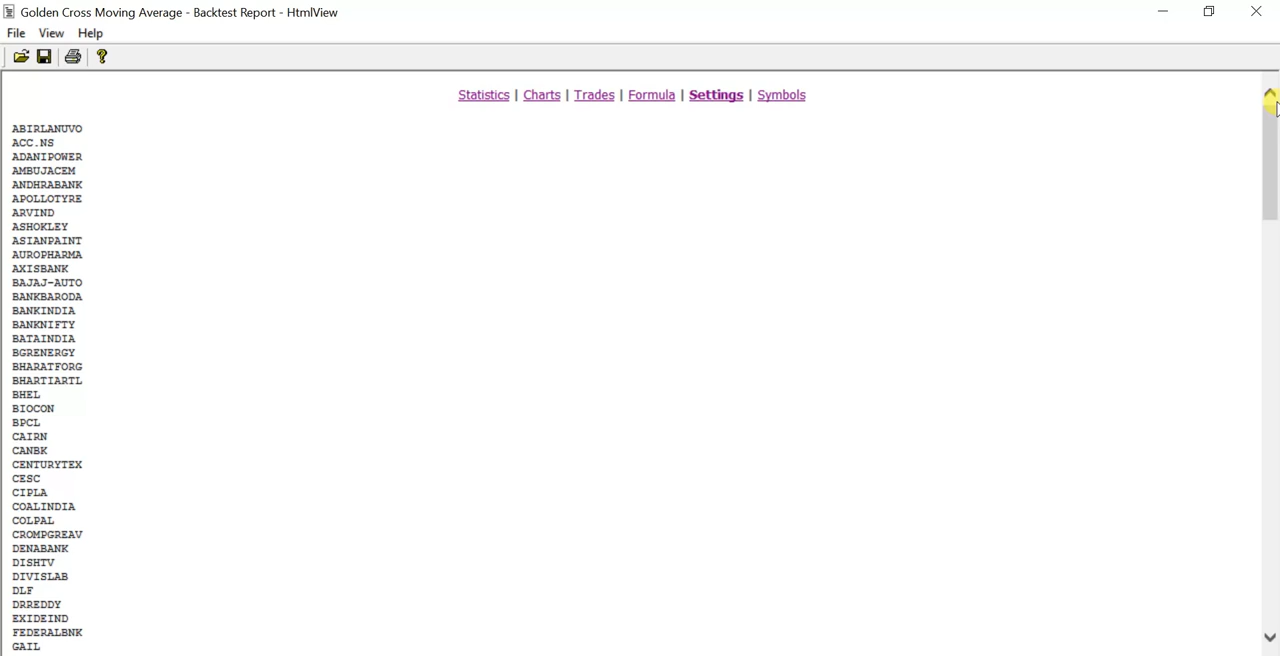 Golden Cross Moving Average - Backtest Report - HtmlView
File View Help
Statistics | Charts | Trades | Formula | Settings | Symbols
ABIRLANUVO
ACC.NS
ADANIPOWER
AMBUJACEM
ANDHRABANK
APOLLOTYRE
ARVIND
ASHOKLEY
ASIANPAINT
AUROPHARMA
AXISBANK
BAJAJ-AUTO
BANKBARODA
BANKINDIA
BANKNIFTY
BATAINDIA
BGRENERGY
BHARATFORG
BHARTIARTL
BHEL
BIOCON
BPCL
CAIRN
CANBK
CENTURYTEX
CESC
CIPLA
COALINDIA
COLPAL
CROMPGREAV
DENABANK
DISHTV
DIVISLAB
DLF
DRREDDY
EXIDEIND
FEDERALBNK
GAIL